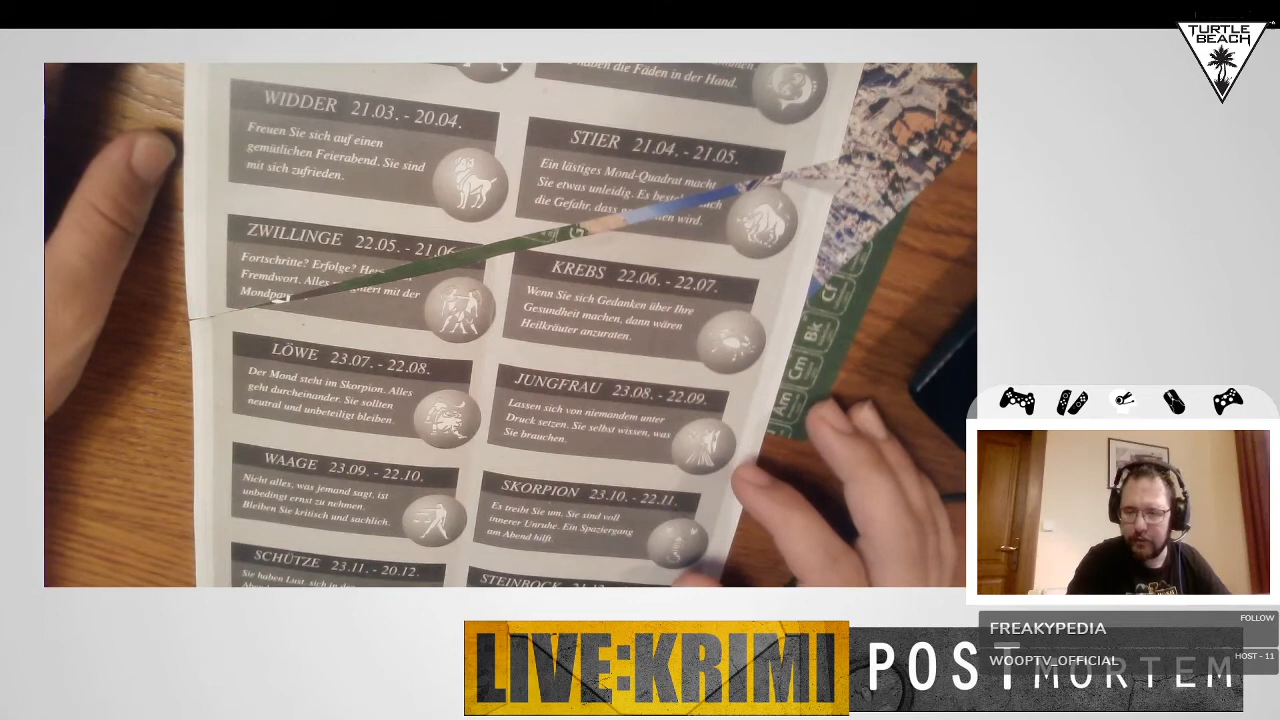 TURTLE
BEACH
haben die Fäden in der Hand.
WIDDER 21.03. - 20.04.
Freuen Sie sich auf einen
gemütlichen Feierabend. Sie sind
mit sich zufrieden.
STIER 21.04. - 21.05.
Ein lästiges Mond-Quadrat macht
Sie etwas unleidig. Es
die Gefahr, dass wird.
ZWILLINGE 22.05. - 21.06
Fortschritte? Erfolge?
Fremdwort. Alles mit der
KREBS 22.06. - 22.07.
Wenn Sie sich Gedanken über Ihre
Gesundheit machen, dann wären
Heilkräuter anzuraten.
LÖWE 23.07. - 22.08.
Der Mond steht im Skorpion. Alles
geht durcheinander. Sie sollten
neutral und unbeteiligt bleiben.
JUNGFRAU 23.08. - 22.09.
Lassen sich von niemandem unter
Druck setzen. Sie selbst wissen, was
Sie brauchen.
WAAGE 23.09. - 22.10.
Nicht alles, was jemand sagt, ist
unbedingt ernst zu nehmen.
Bleiben Sie kritisch und sachlich.
SKORPION 23.10. - 22.11.
Es treibt Sie um. Sie sind voll
innerer Unruhe. Ein Spaziergang
am Abend hilft.
SCHÜTZE 23.11. - 20.12.
Sie haben Lust, sich in
STEINBOCK
Cf
Bk
Cm
Am
FOLLOW
FREAKYPEDIA
HOST - 11
WOOPTV_OFFICIAL
LIVE:KRIMI
POSTMORTEM